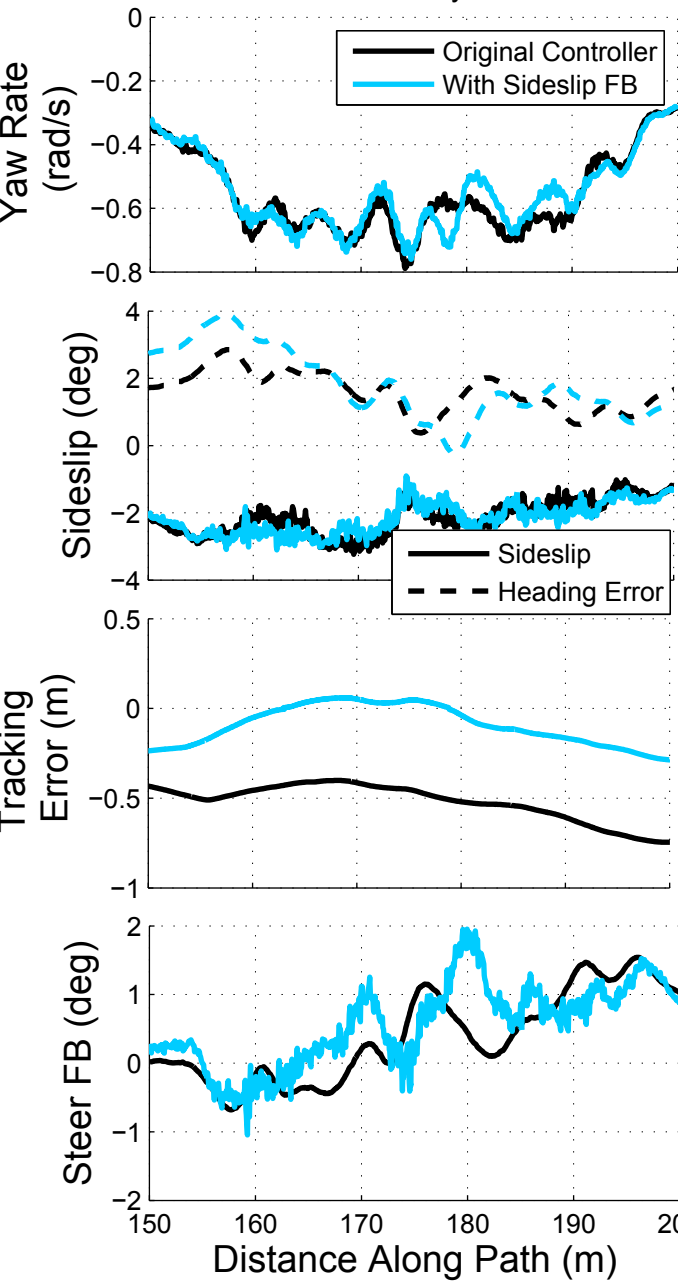 0
−0.2
−0.4
−0.6
−0.8
Yaw Rate
(rad/s)
Original Controller
With Sideslip FB
4
2
0
−2
−4
Sideslip (deg)
Sideslip
Heading Error
0.5
0
−0.5
−1
Tracking
Error (m)
2
1
0
−1
−2
Steer FB (deg)
150
160
170
180
190
Distance Along Path (m)